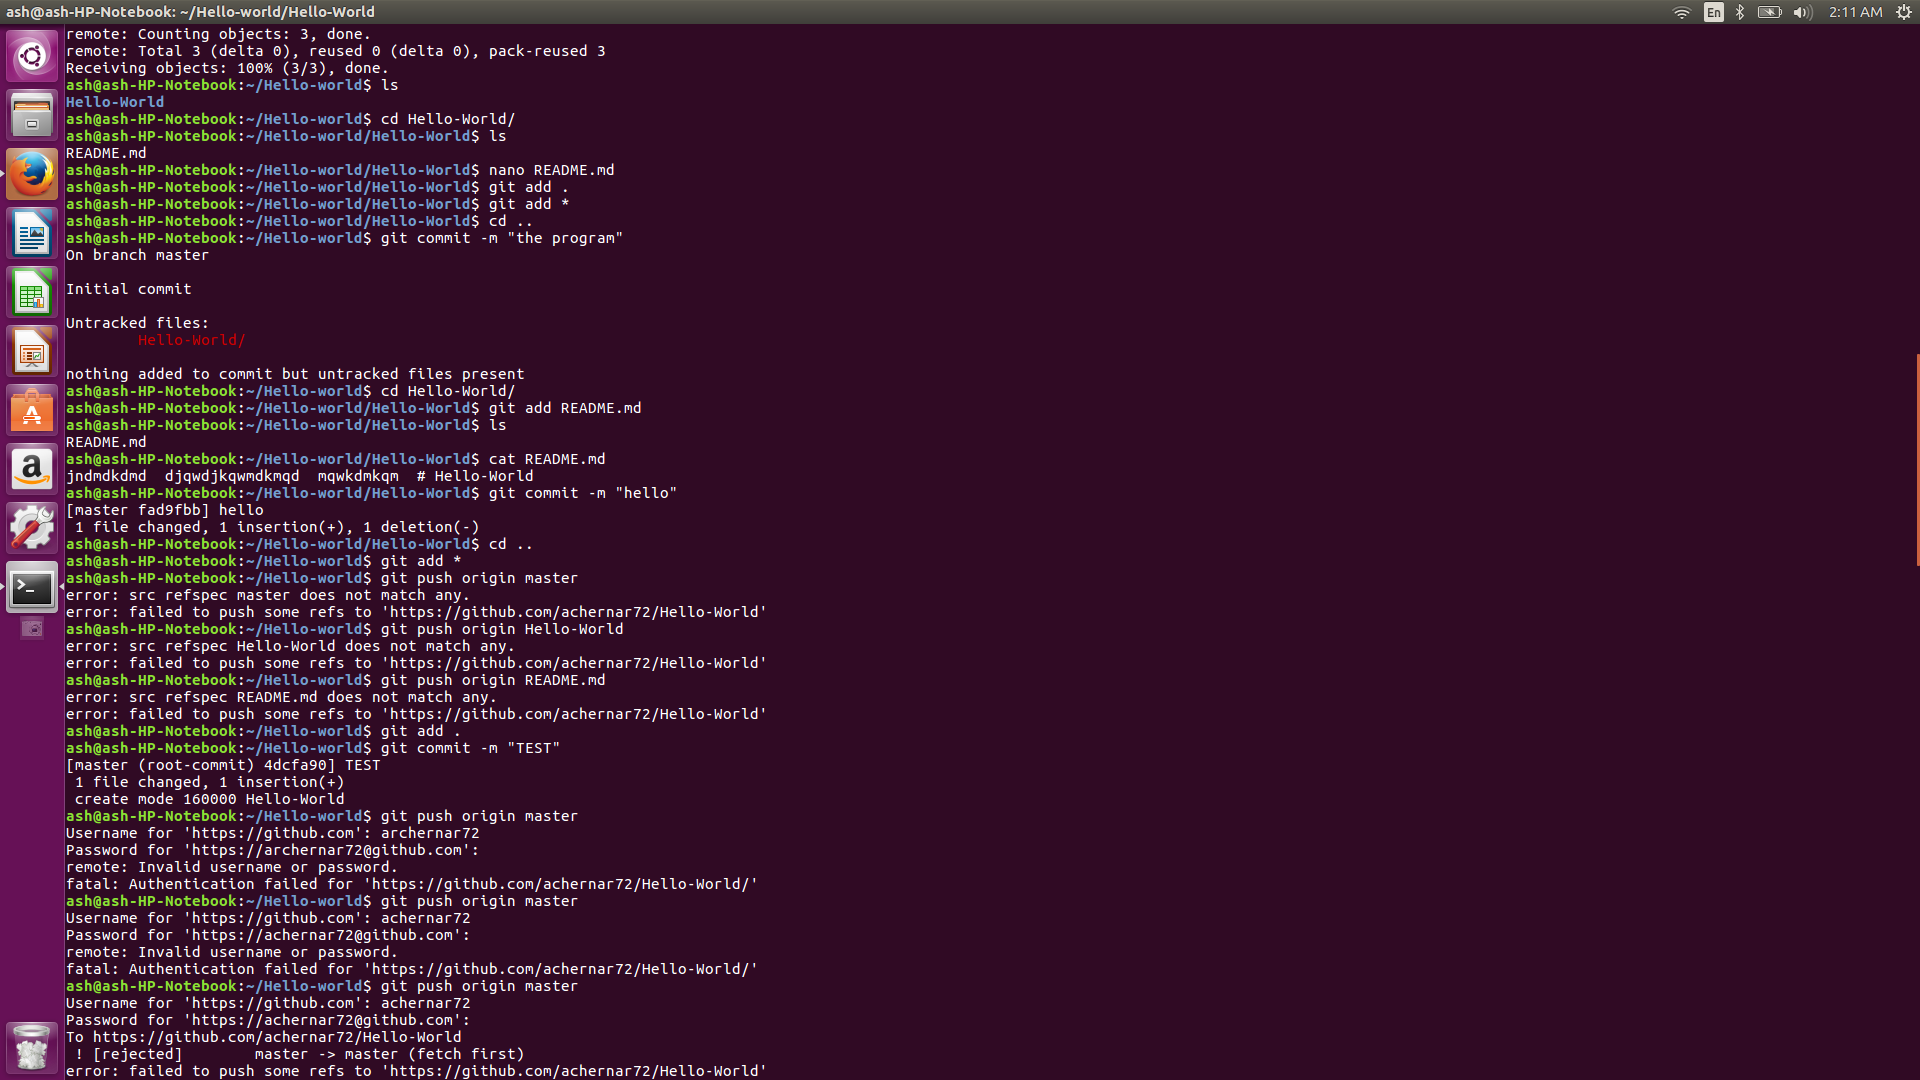 ash@ash-HP-Notebook: ~/Hello-world/Hello-World
En
2:11 AM
remote: Counting objects: 3, done.
remote: Total 3 (delta 0), reused 0 (delta 0), pack-reused 3
Receiving objects: 100% (3/3), done.
ash@ash-HP-Notebook:~/Hello-world$ ls
Hello-World
ash@ash-HP-Notebook:~/Hello-world$ cd Hello-World/
ash@ash-HP-Notebook:~/Hello-world/Hello-World$ ls
README.md
ash@ash-HP-Notebook:~/Hello-world/Hello-World$ nano README.md
ash@ash-HP-Notebook:~/Hello-world/Hello-World$ git add .
ash@ash-HP-Notebook:~/Hello-world/Hello-World$ git add *
ash@ash-HP-Notebook:~/Hello-world/Hello-World$ cd ..
ash@ash-HP-Notebook:~/Hello-world$ git commit -m "the program"
On branch master
Initial commit
Untracked files:
Hello-World/
nothing added to commit but untracked files present
ash@ash-HP-Notebook:~/Hello-world$ cd Hello-World/
ash@ash-HP-Notebook:~/Hello-world/Hello-World$ git add README.md
ash@ash-HP-Notebook:~/Hello-world/Hello-World$ ls
README.md
ash@ash-HP-Notebook:~/Hello-world/Hello-World$ cat README.md
jndmdkdmd  djqwdjkqwmdkmqd  mqwkdmkqm  # Hello-World
ash@ash-HP-Notebook:~/Hello-world/Hello-World$ git commit -m "hello"
[master fad9fbb] hello
 1 file changed, 1 insertion(+), 1 deletion(-)
ash@ash-HP-Notebook:~/Hello-world/Hello-World$ cd ..
ash@ash-HP-Notebook:~/Hello-world$ git add *
ash@ash-HP-Notebook:~/Hello-world$ git push origin master
error: src refspec master does not match any.
error: failed to push some refs to 'https://github.com/achernar72/Hello-World'
ash@ash-HP-Notebook:~/Hello-world$ git push origin Hello-World
error: src refspec Hello-World does not match any.
error: failed to push some refs to 'https://github.com/achernar72/Hello-World'
ash@ash-HP-Notebook:~/Hello-world$ git push origin README.md
error: src refspec README.md does not match any.
error: failed to push some refs to 'https://github.com/achernar72/Hello-World'
ash@ash-HP-Notebook:~/Hello-world$ git add .
ash@ash-HP-Notebook:~/Hello-world$ git commit -m "TEST"
[master (root-commit) 4dcfa90] TEST
 1 file changed, 1 insertion(+)
 create mode 160000 Hello-World
ash@ash-HP-Notebook:~/Hello-world$ git push origin master
Username for 'https://github.com': archernar72
Password for 'https://archernar72@github.com':
remote: Invalid username or password.
fatal: Authentication failed for 'https://github.com/achernar72/Hello-World/'
ash@ash-HP-Notebook:~/Hello-world$ git push origin master
Username for 'https://github.com': achernar72
Password for 'https://achernar72@github.com':
remote: Invalid username or password.
fatal: Authentication failed for 'https://github.com/achernar72/Hello-World/'
ash@ash-HP-Notebook:~/Hello-world$ git push origin master
Username for 'https://github.com': achernar72
Password for 'https://achernar72@github.com':
To https://github.com/achernar72/Hello-World
 ! [rejected]        master -> master (fetch first)
error: failed to push some refs to 'https://github.com/achernar72/Hello-World'